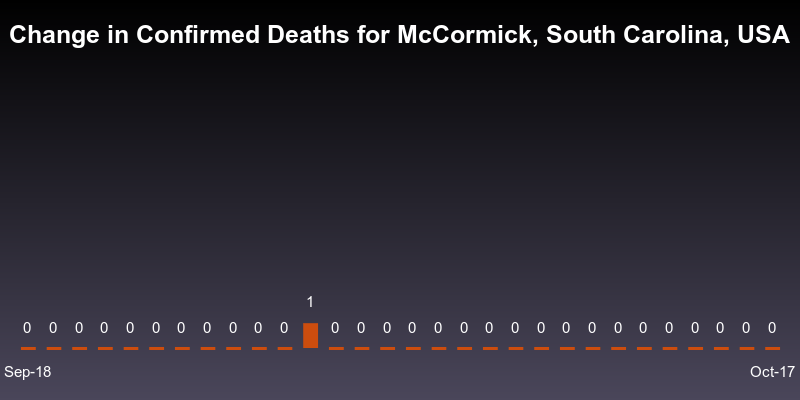 Change in Confirmed Deaths for McCormick, South Carolina, USA
1
0 0 0 0 0 0 0 0 0 0 0 0 0 0 0 0 0 0 0 0 0 0 0 0 0 0 0 0 0
Sep-18 Oct-17